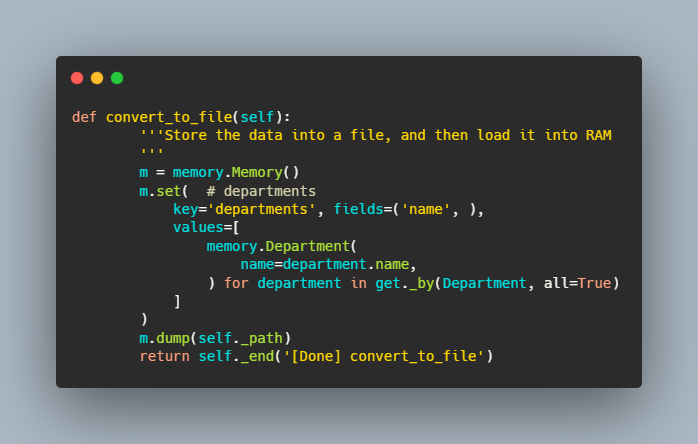 def convert_to_file(self):
        '''Store the data into a file, and then load it into RAM
        '''
        m = memory.Memory()
        m.set(  # departments
            key='departments', fields=('name', ),
            values=[
                memory.Department(
                    name=department.name,
                ) for department in get._by(Department, all=True)
            ]
        )
        m.dump(self._path)
        return self._end('[Done] convert_to_file')